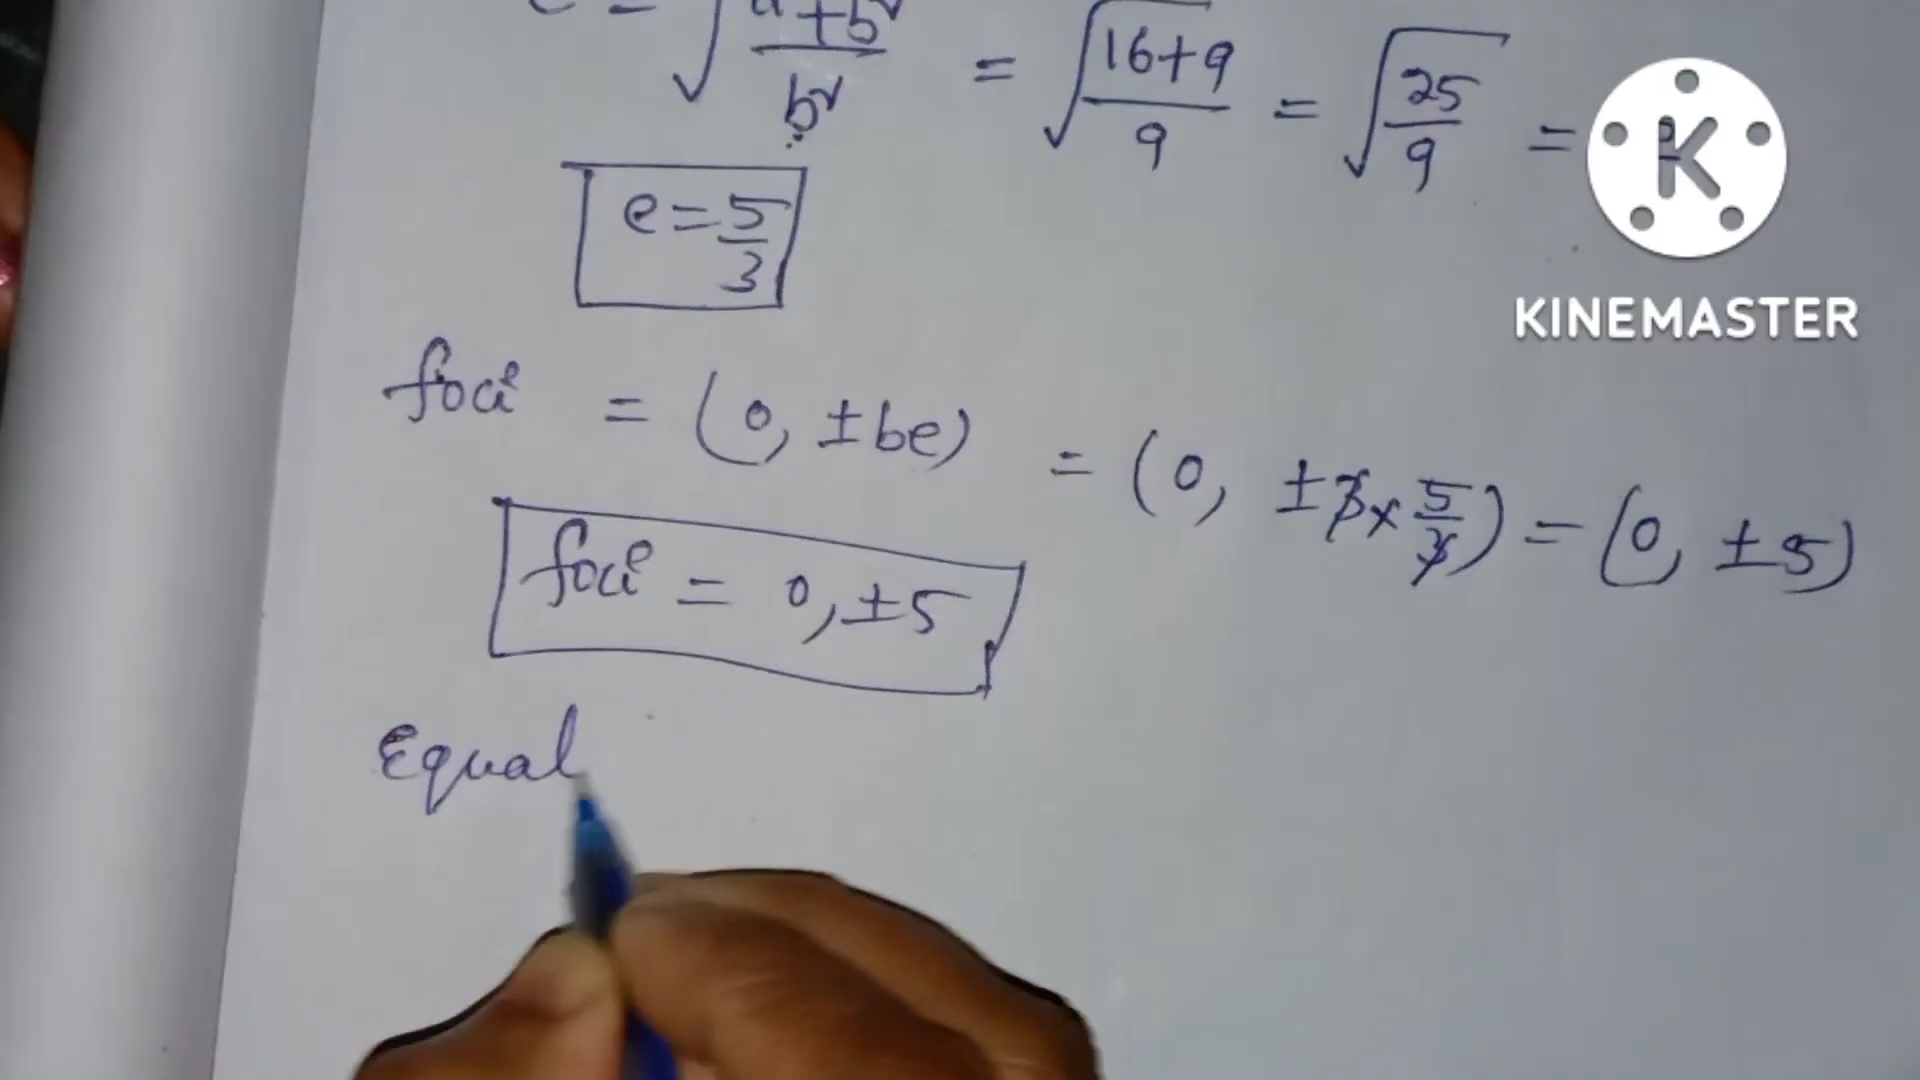 e = √(a²+b²/b²) = √(16+9/9) = √(25/9) =
e = 5/3
foci = (0, ±be) = (0, ±3×5/3) = (0, ±5)
foci = 0, ±5
Equal
KINEMASTER